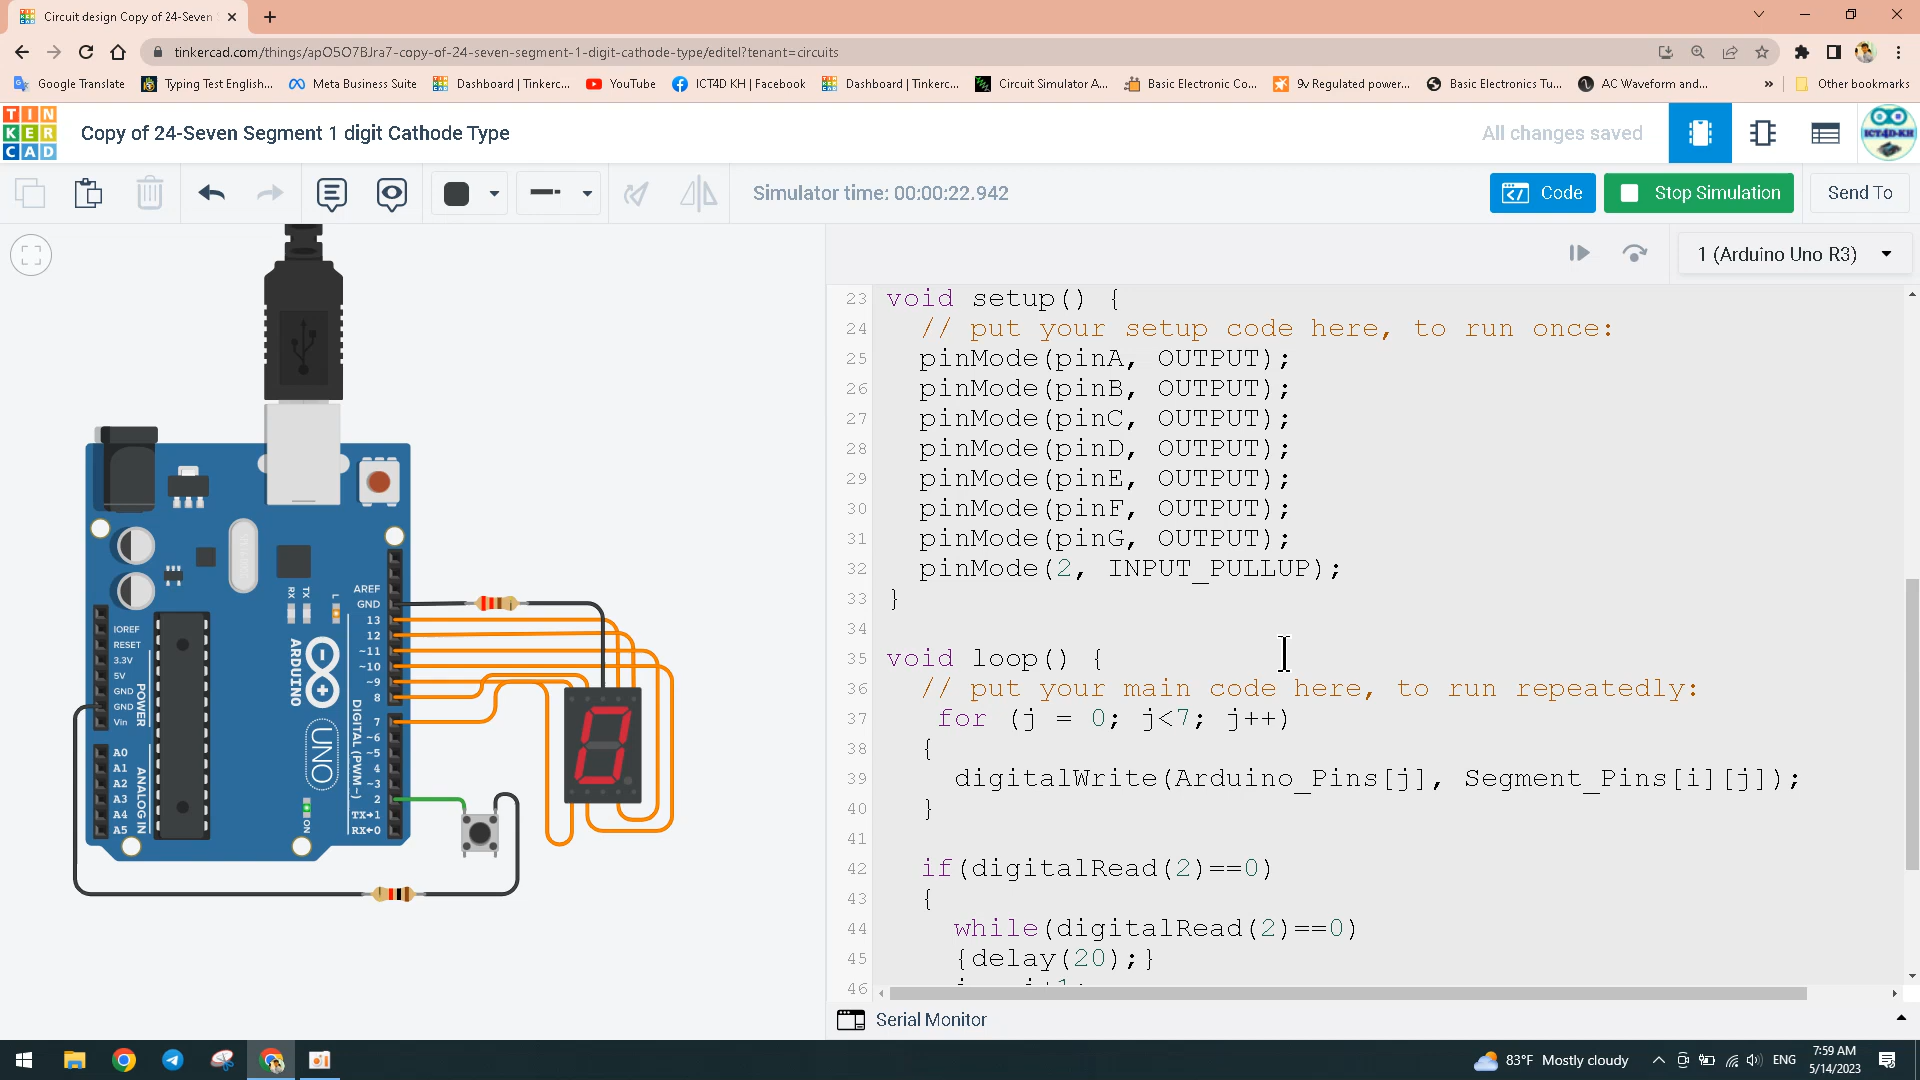 Circuit design Copy of 24-Seven
tinkercad.com/things/apO5O7BJra7-copy-of-24-seven-segment-1-digit-cathode-type/editel?tenant=circuits
Google Translate
Typing Test English...
Meta Business Suite
Dashboard | Tinkerc...
YouTube
ICT4D KH | Facebook
Dashboard | Tinkerc...
Circuit Simulator A...
Basic Electronic Co...
9v Regulated power...
Basic Electronics Tu...
AC Waveform and...
»
Other bookmarks
TIN
KER
CAD
Copy of 24-Seven Segment 1 digit Cathode Type
All changes saved
ICT4D-KH
Simulator time: 00:00:22.942
Code
Stop Simulation
Send To
1 (Arduino Uno R3)
23 void setup() {
24 // put your setup code here, to run once:
25 pinMode(pinA, OUTPUT);
26 pinMode(pinB, OUTPUT);
27 pinMode(pinC, OUTPUT);
28 pinMode(pinD, OUTPUT);
29 pinMode(pinE, OUTPUT);
30 pinMode(pinF, OUTPUT);
31 pinMode(pinG, OUTPUT);
32 pinMode(2, INPUT_PULLUP);
33 }
34
35 void loop() {
36 // put your main code here, to run repeatedly:
37 for (j = 0; j<7; j++)
38 {
39 digitalWrite(Arduino_Pins[j], Segment_Pins[i][j]);
40 }
41
42 if(digitalRead(2)==0)
43 {
44 while(digitalRead(2)==0)
45 {delay(20);}
46
Serial Monitor
AREF
GND
13
12
~11
~10
~9
8
7
~6
~5
4
~3
2
TX→1
RX←0
DIGITAL (PWM~)
RX
TX
L
ARDUINO
UNO
ON
IOREF
RESET
3.3V
5V
GND
GND
Vin
POWER
A0
A1
A2
A3
A4
A5
ANALOG IN
0
83°F Mostly cloudy
ENG
7:59 AM
5/14/2023